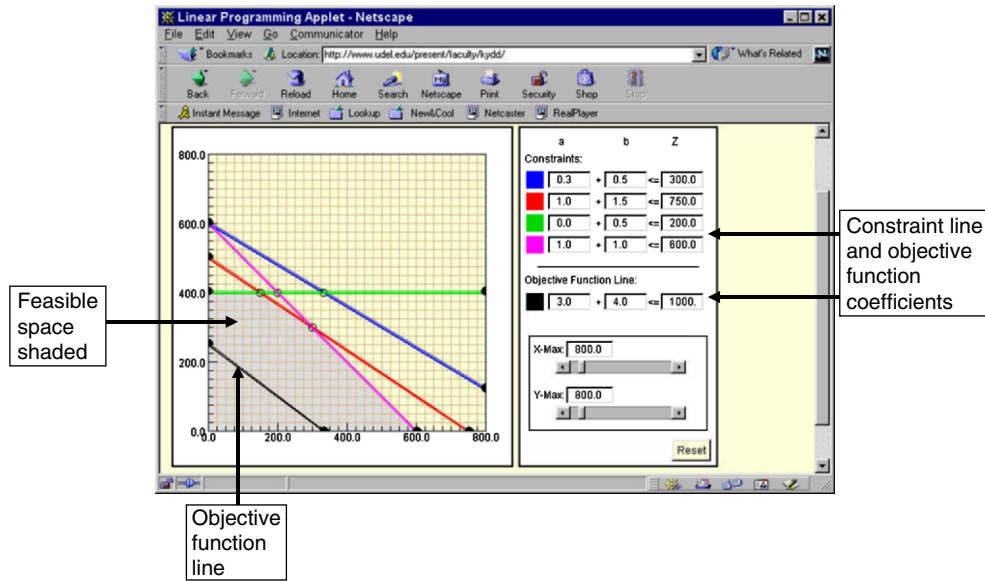 Linear Programming Applet - Netscape
File Edit View Go Communicator Help
Bookmarks Location: http://www.udel.edu/present/faculty/kydd/ What's Related N
Back Forward Reload Home Search Netscape Print Security Shop Stop
Instant Message Internet Lookup New&Cool Netcaster RealPlayer
800.0
600.0
400.0
200.0
0.0
0.0 200.0 400.0 600.0 800.0
a b Z
Constraints:
0.3 + 0.5 <= 300.0
1.0 + 1.5 <= 750.0
0.0 + 0.5 <= 200.0
1.0 + 1.0 <= 600.0
Objective Function Line:
3.0 + 4.0 <= 1000.
X-Max: 800.0
Y-Max: 800.0
Reset
Feasible
space
shaded
Constraint line
and objective
function
coefficients
Objective
function
line